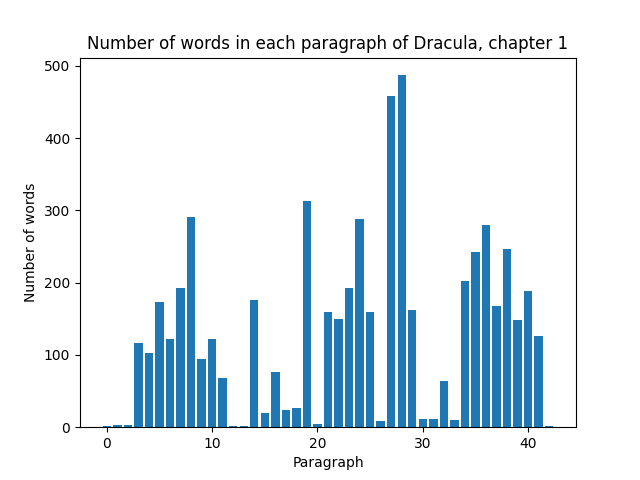 Number of words in each paragraph of Dracula, chapter 1
500
400
300
200
100
0
Number of words
0 10 20 30 40
Paragraph